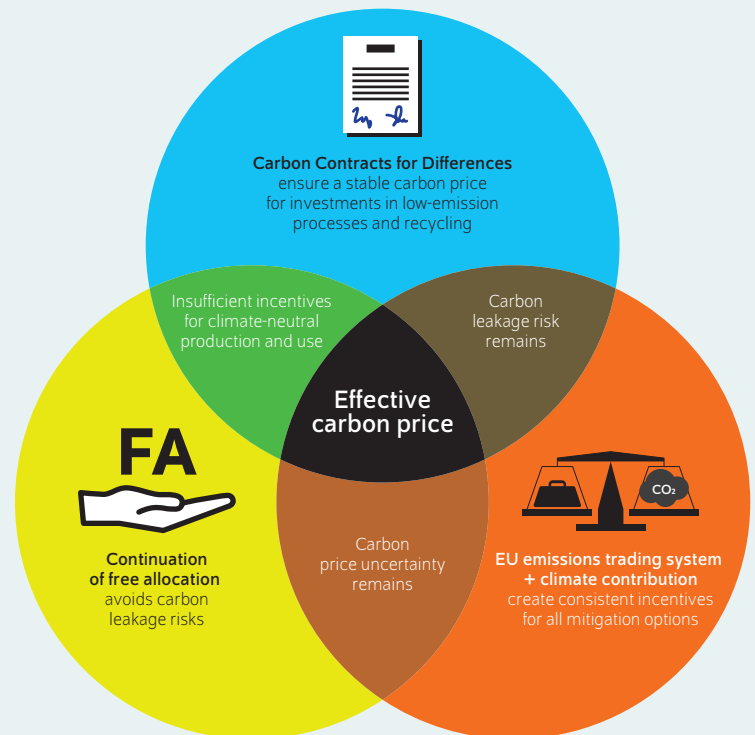 Carbon Contracts for Differences
ensure a stable carbon price
for investments in low-emission
processes and recycling
Insufficient incentives
for climate-neutral
production and use
Carbon
leakage risk
remains
Effective
carbon price
FA
Continuation
of free allocation
avoids carbon
leakage risks
Carbon
price uncertainty
remains
CO₂
EU emissions trading system
+ climate contribution
create consistent incentives
for all mitigation options